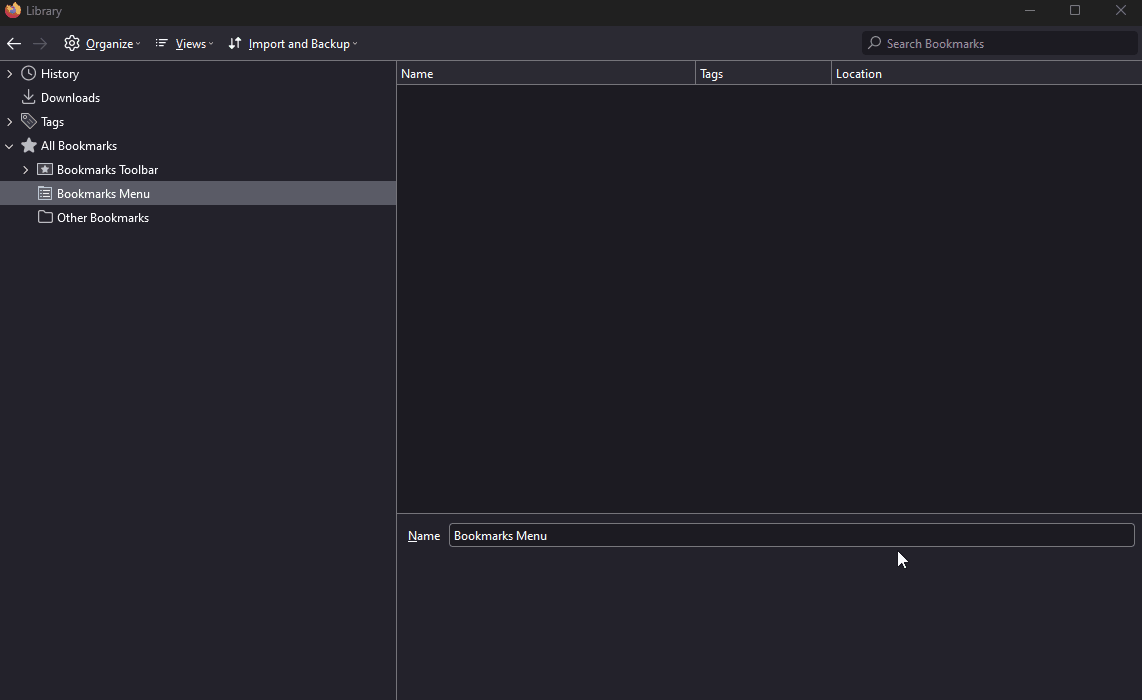 Library
Organize Views Import and Backup Search Bookmarks
History
Downloads
Tags
All Bookmarks
Bookmarks Toolbar
Bookmarks Menu
Other Bookmarks
Name Tags Location
Name Bookmarks Menu